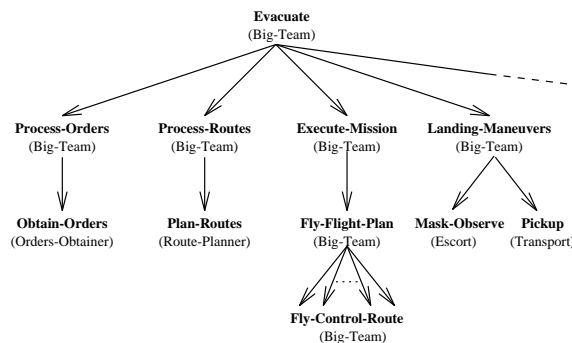 Evacuate
(Big-Team)
Process-Orders
(Big-Team)
Process-Routes
(Big-Team)
Execute-Mission
(Big-Team)
Landing-Maneuvers
(Big-Team)
Obtain-Orders
(Orders-Obtainer)
Plan-Routes
(Route-Planner)
Fly-Flight-Plan
(Big-Team)
Mask-Observe
(Escort)
Pickup
(Transport)
Fly-Control-Route
(Big-Team)